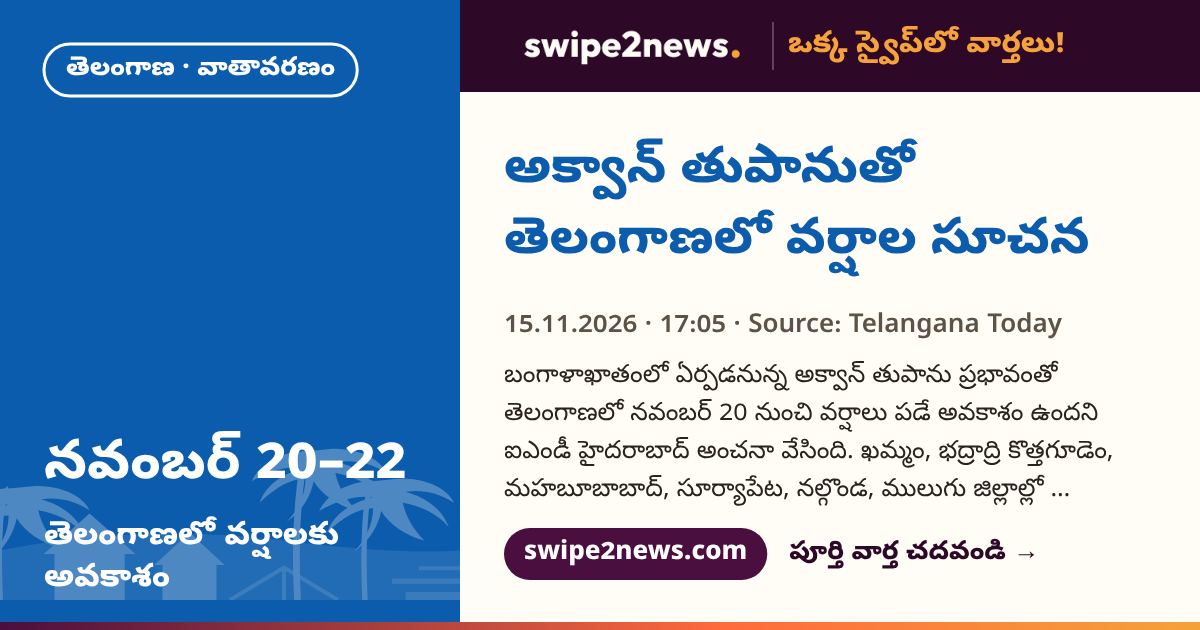 తెలంగాణ · వాతావరణం
నవంబర్ 20–22
తెలంగాణలో వర్షాలకు
అవకాశం
swipe2news.
ఒక్క స్వైప్‌లో వార్తలు!
అక్వాన్ తుపానుతో
తెలంగాణలో వర్షాల సూచన
15.11.2026 · 17:05 · Source: Telangana Today
బంగాళాఖాతంలో ఏర్పడనున్న అక్వాన్ తుపాను ప్రభావంతో
తెలంగాణలో నవంబర్ 20 నుంచి వర్షాలు పడే అవకాశం ఉందని
ఐఎండీ హైదరాబాద్ అంచనా వేసింది. ఖమ్మం, భద్రాద్రి కొత్తగూడెం,
మహబూబాబాద్, సూర్యాపేట, నల్గొండ, ములుగు జిల్లాల్లో ...
swipe2news.com
పూర్తి వార్త చదవండి →